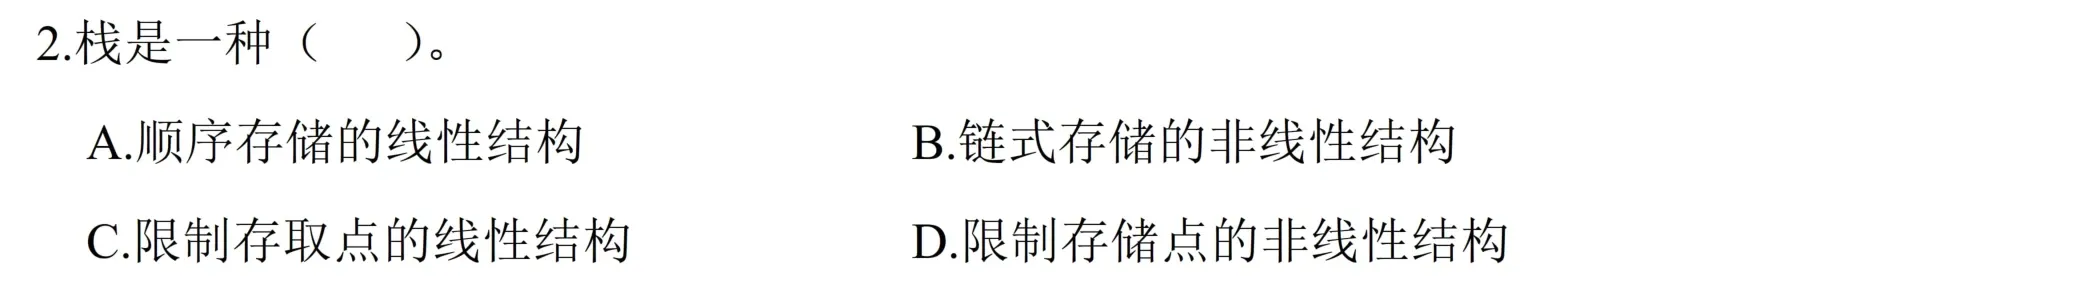 2.栈是一种（　　）。
A.顺序存储的线性结构　　B.链式存储的非线性结构
C.限制存取点的线性结构　　D.限制存储点的非线性结构